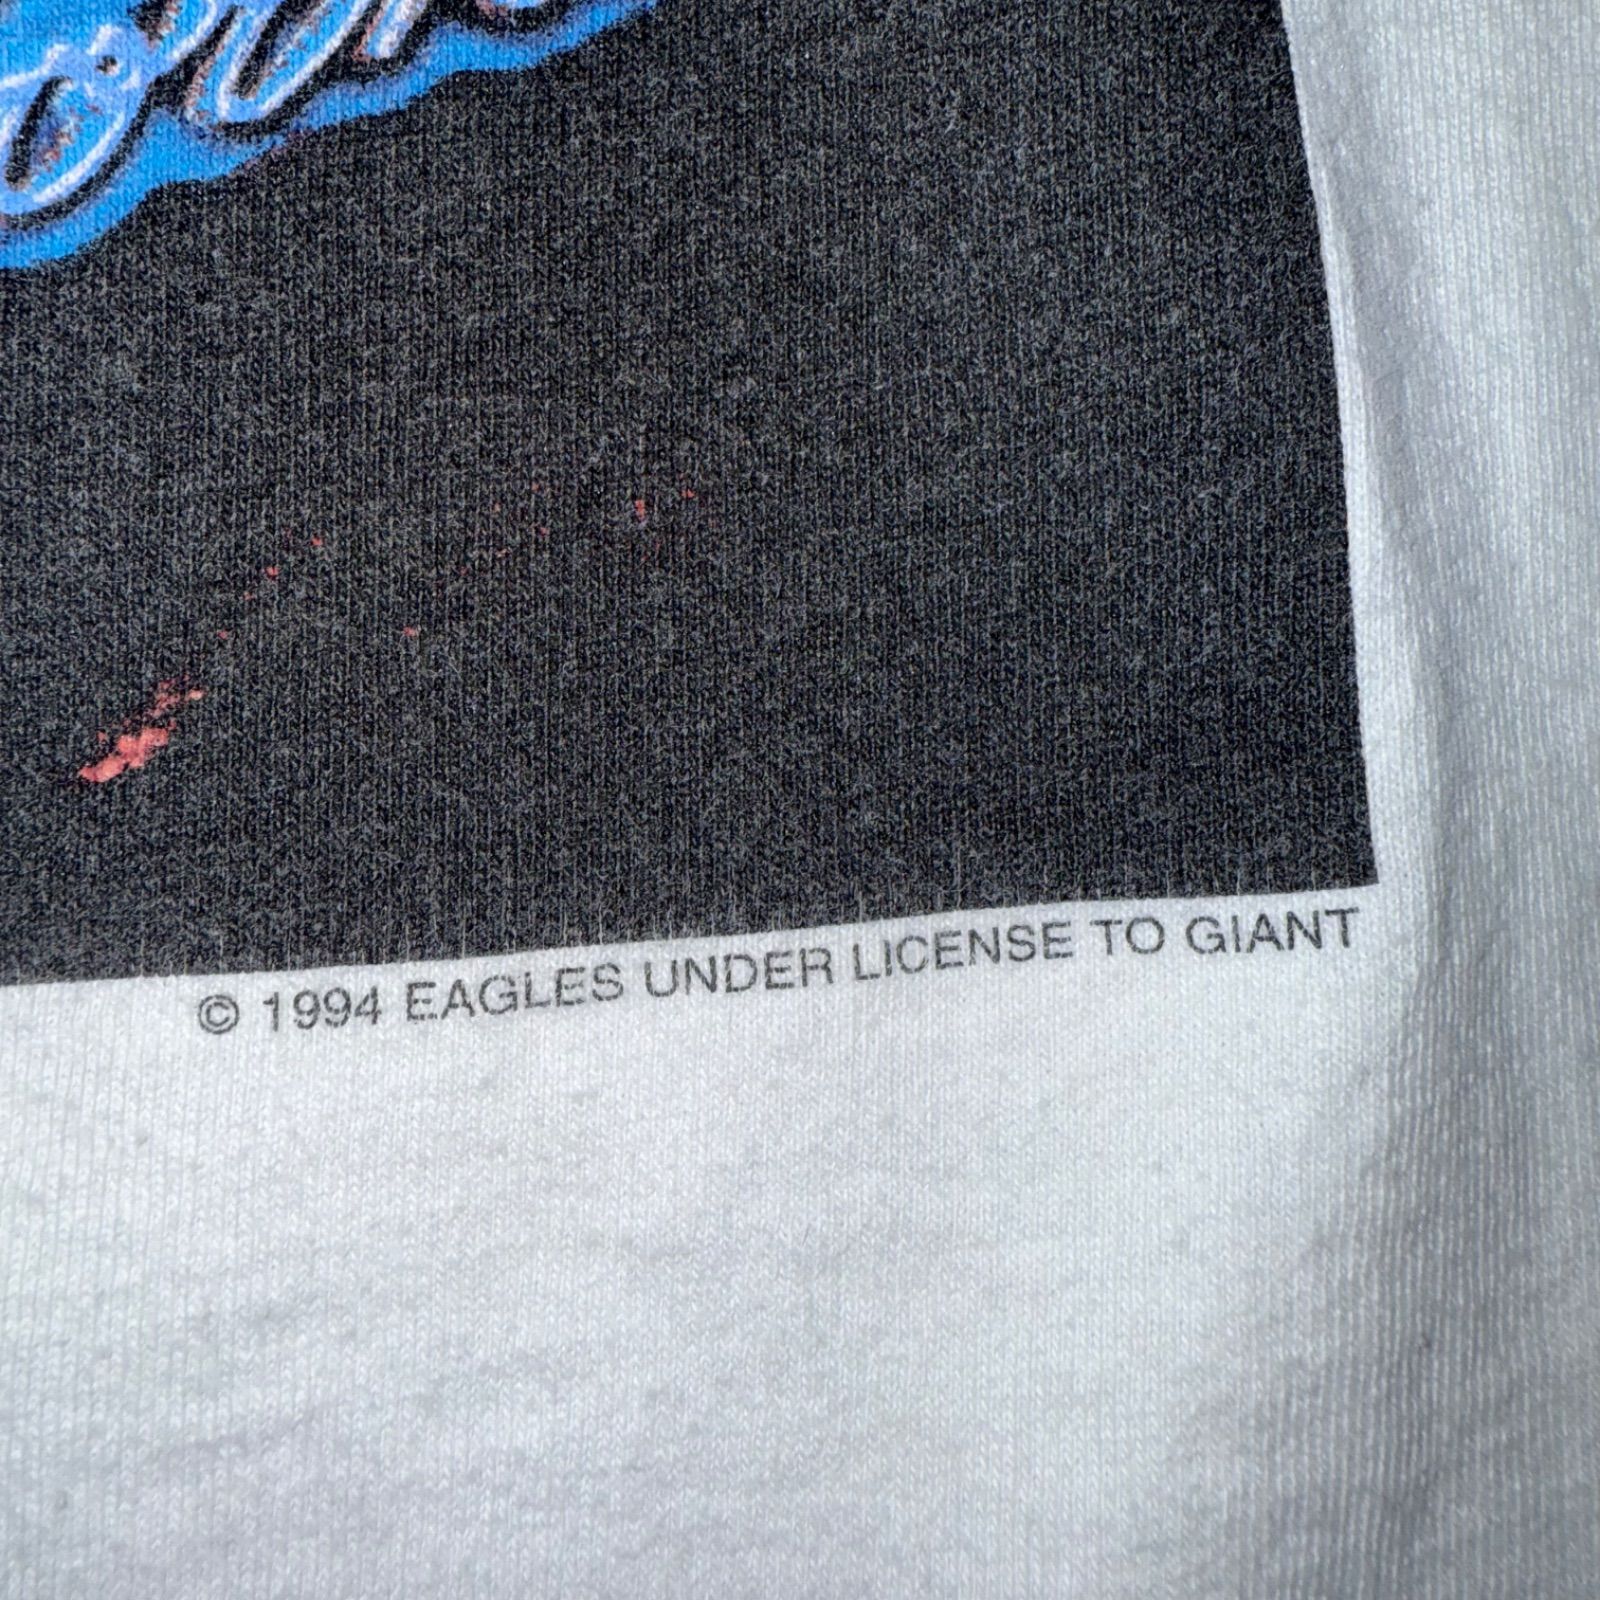 © 1994 EAGLES UNDER LICENSE TO GIANT